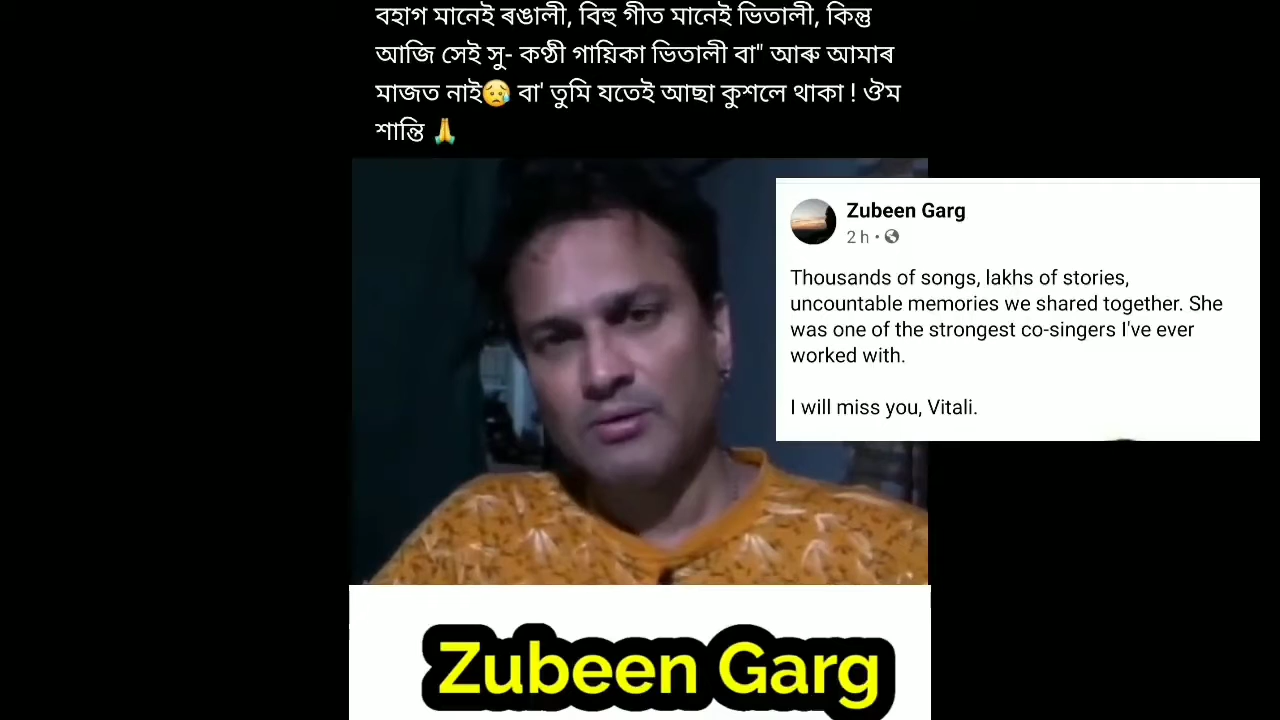 বহাগ মানেই ৰঙালী, বিহু গীত মানেই ভিতালী, কিন্তু
আজি সেই সু- কণ্ঠী গায়িকা ভিতালী বা" আৰু আমাৰ
মাজত নাই😥 বা' তুমি যতেই আছা কুশলে থাকা ! ঔম
শান্তি 🙏
Zubeen Garg
2 h
Thousands of songs, lakhs of stories,
uncountable memories we shared together. She
was one of the strongest co-singers I've ever
worked with.
I will miss you, Vitali.
Zubeen Garg